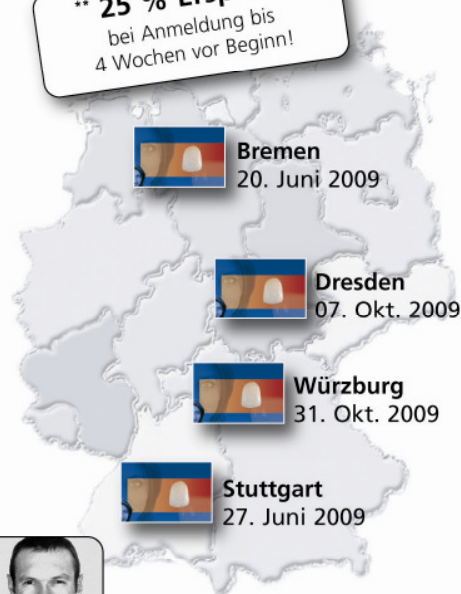 ** 25 %
bei Anmeldung bis
4 Wochen vor Beginn!
Bremen
20. Juni 2009
Dresden
07. Okt. 2009
Würzburg
31. Okt. 2009
Stuttgart
27. Juni 2009